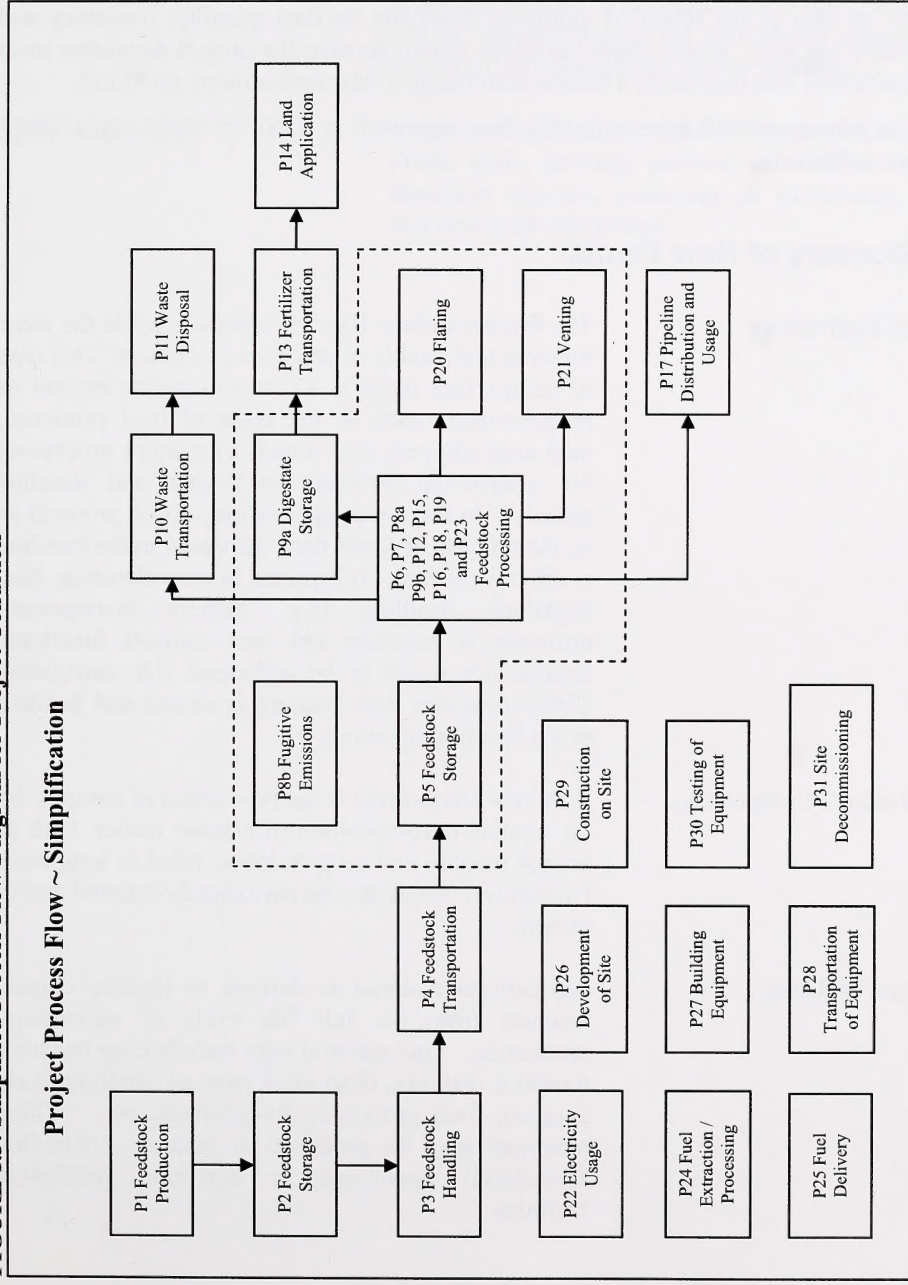 Project Process Flow ~ Simplification
P1 Feedstock
Production
P2 Feedstock
Storage
P3 Feedstock
Handling
P4 Feedstock
Transportation
P5 Feedstock
Storage
P8b Fugitive
Emissions
P6, P7, P8a
P9b, P12, P15,
P16, P18, P19
and P23
Feedstock
Processing
P10 Waste
Transportation
P11 Waste
Disposal
P9a Digestate
Storage
P13 Fertilizer
Transportation
P14 Land
Application
P20 Flaring
P21 Venting
P17 Pipeline
Distribution and
Usage
P22 Electricity
Usage
P26
Development
of Site
P29
Construction
on Site
P24 Fuel
Extraction /
Processing
P27 Building
Equipment
P30 Testing of
Equipment
P25 Fuel
Delivery
P28
Transportation
of Equipment
P31 Site
Decommissioning